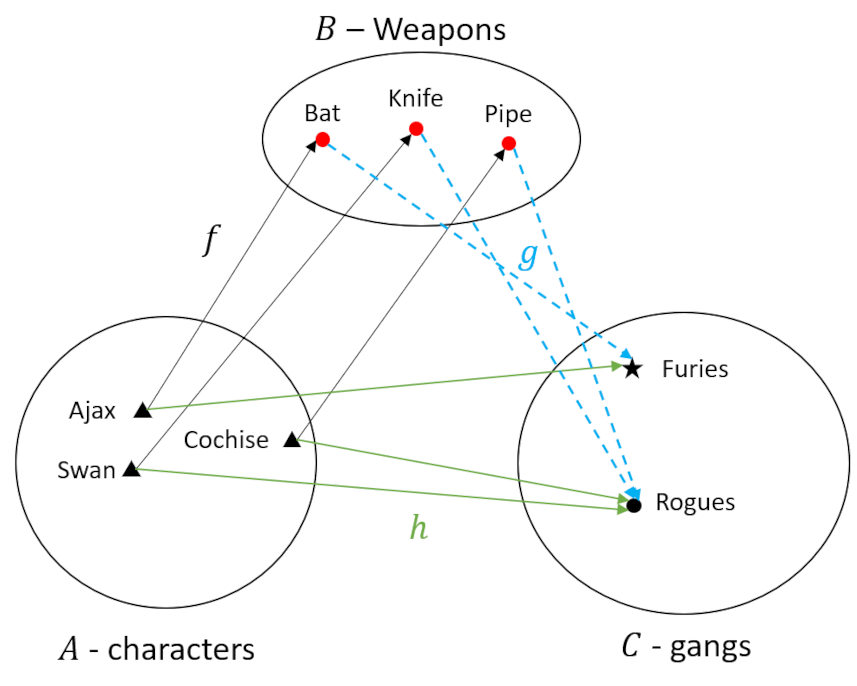 B – Weapons
Bat
Knife
Pipe
f
g
Furies
Ajax
Cochise
Swan
Rogues
h
A - characters
C - gangs